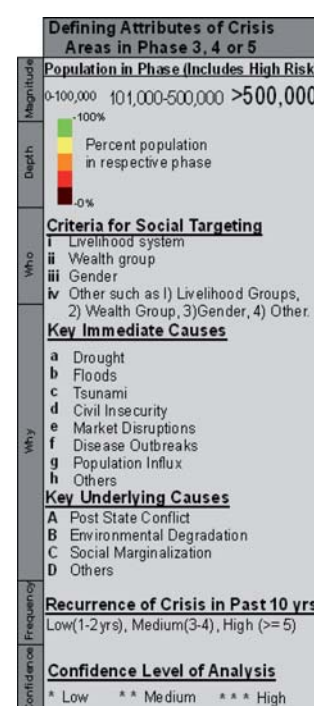 Defining Attributes of Crisis
Areas in Phase 3, 4 or 5
Magnitude
Population in Phase (Includes High Risk
0-100,000 101,000-500,000 >500,000
Depth
-100%
Percent population
in respective phase
-0%
Who
Criteria for Social Targeting
i Livelihood system
ii Wealth group
iii Gender
iv Other such as I) Livelihood Groups,
2) Wealth Group, 3)Gender, 4) Other.
Why
Key Immediate Causes
a Drought
b Floods
c Tsunami
d Civil Insecurity
e Market Disruptions
f Disease Outbreaks
g Population Influx
h Others
Key Underlying Causes
A Post State Conflict
B Environmental Degradation
C Social Marginalization
D Others
Frequency
Recurrence of Crisis in Past 10 yrs
Low(1-2yrs), Medium(3-4), High (>= 5)
onfidence
Confidence Level of Analysis
* Low ** Medium *** High